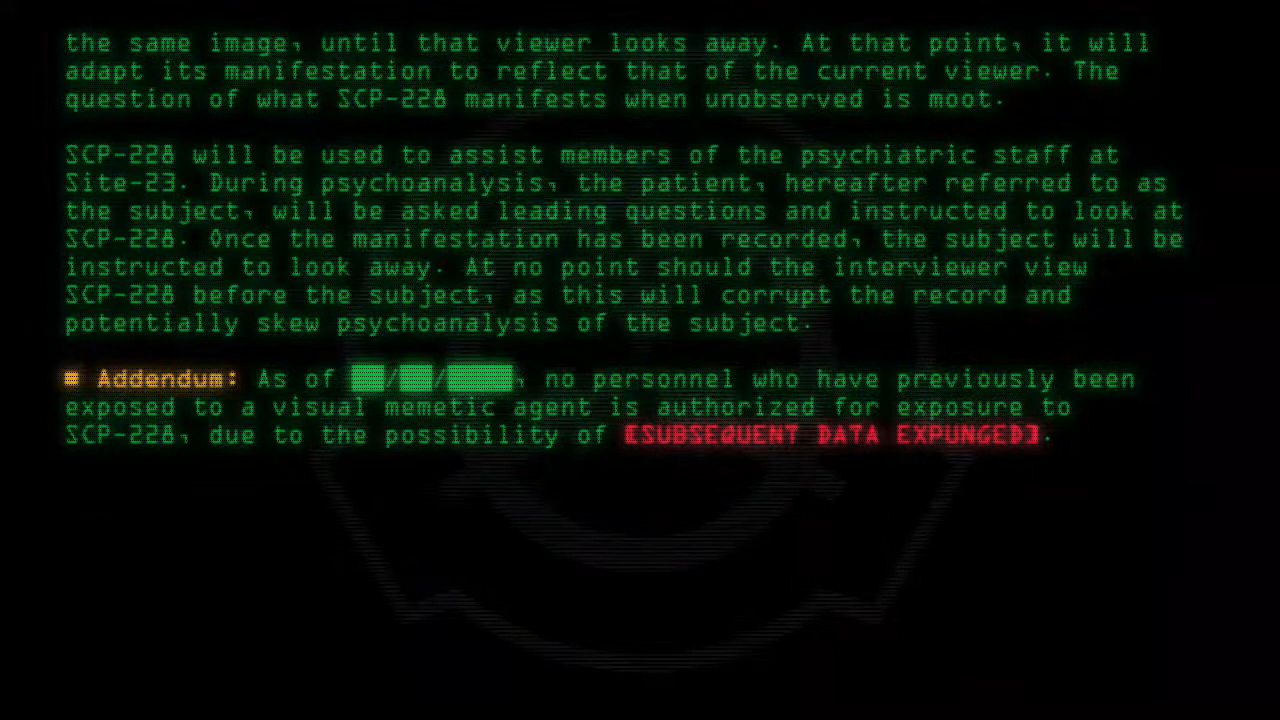 the same image, until that viewer looks away. At that point, it will
adapt its manifestation to reflect that of the current viewer. The
question of what SCP-228 manifests when unobserved is moot.
SCP-228 will be used to assist members of the psychiatric staff at
Site-23. During psychoanalysis, the patient, hereafter referred to as
the subject, will be asked leading questions and instructed to look at
SCP-228. Once the manifestation has been recorded, the subject will be
instructed to look away. At no point should the interviewer view
SCP-228 before the subject, as this will corrupt the record and
potentially skew psychoanalysis of the subject.
■ Addendum: As of ██/██/████, no personnel who have previously been
exposed to a visual memetic agent is authorized for exposure to
SCP-228, due to the possibility of [SUBSEQUENT DATA EXPUNGED].